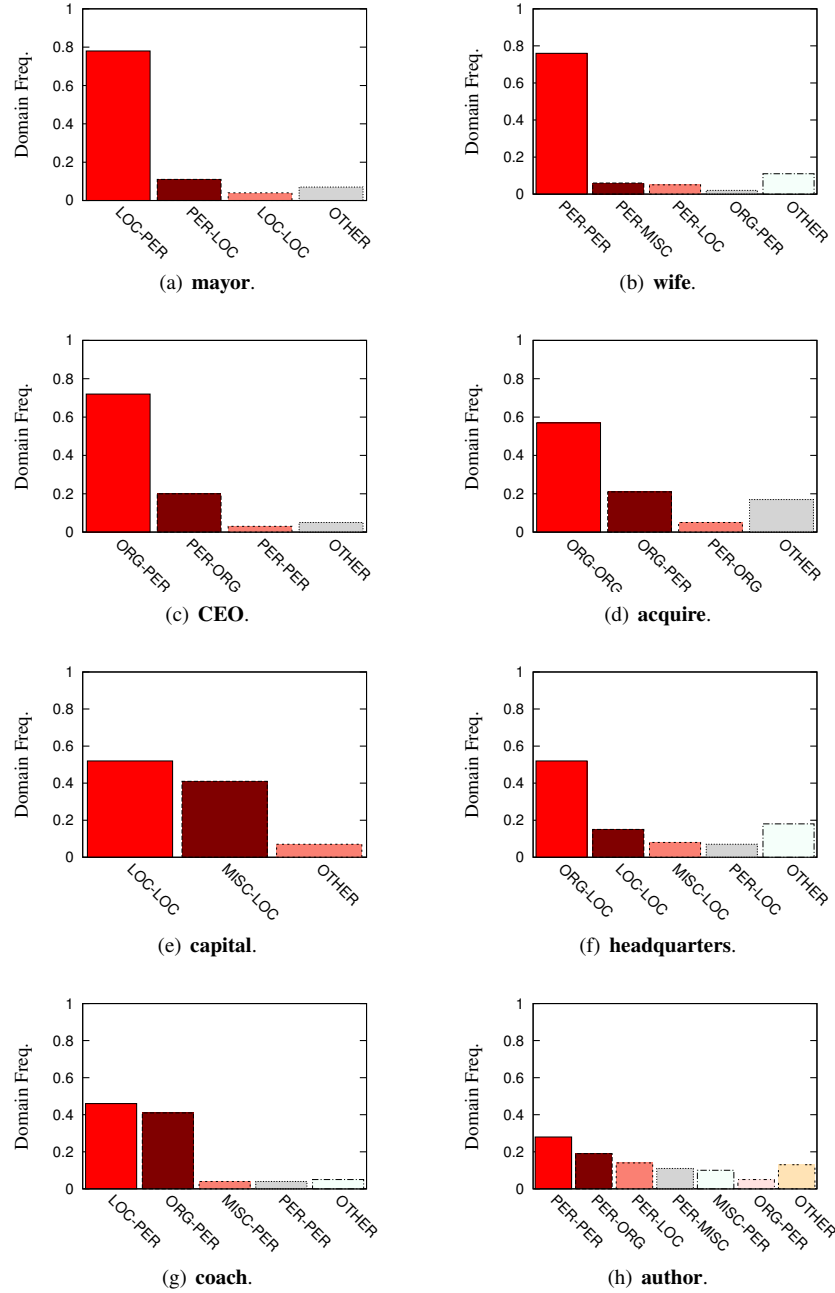 Domain Freq.
1
0.8
0.6
0.4
0.2
0
LOC-PER
PER-LOC
LOC-LOC
OTHER
(a) mayor.
Domain Freq.
1
0.8
0.6
0.4
0.2
0
PER-PER
PER-MISC
PER-LOC
ORG-PER
OTHER
(b) wife.
Domain Freq.
1
0.8
0.6
0.4
0.2
0
ORG-PER
PER-ORG
PER-PER
OTHER
(c) CEO.
Domain Freq.
1
0.8
0.6
0.4
0.2
0
ORG-ORG
ORG-PER
PER-ORG
OTHER
(d) acquire.
Domain Freq.
1
0.8
0.6
0.4
0.2
0
LOC-LOC
MISC-LOC
OTHER
(e) capital.
Domain Freq.
1
0.8
0.6
0.4
0.2
0
ORG-LOC
LOC-LOC
MISC-LOC
PER-LOC
OTHER
(f) headquarters.
Domain Freq.
1
0.8
0.6
0.4
0.2
0
LOC-PER
ORG-PER
MISC-PER
PER-PER
OTHER
(g) coach.
Domain Freq.
1
0.8
0.6
0.4
0.2
0
PER-PER
PER-ORG
PER-LOC
PER-MISC
MISC-PER
ORG-PER
OTHER
(h) author.